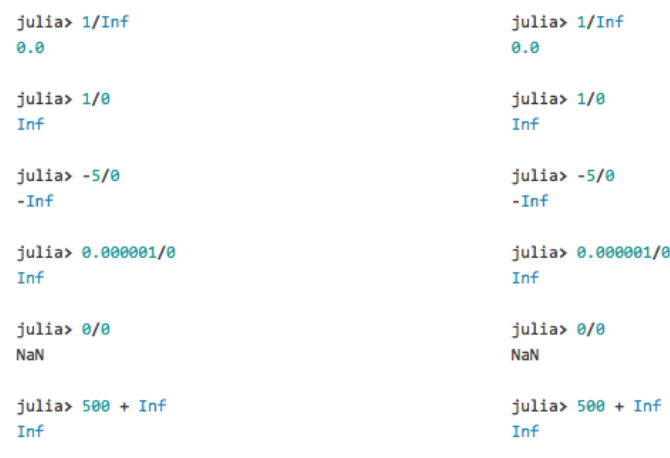 julia> 1/Inf
0.0
julia> 1/0
Inf
julia> -5/0
-Inf
julia> 0.000001/0
Inf
julia> 0/0
NaN
julia> 500 + Inf
Inf
julia> 1/Inf
0.0
julia> 1/0
Inf
julia> -5/0
-Inf
julia> 0.000001/0
Inf
julia> 0/0
NaN
julia> 500 + Inf
Inf